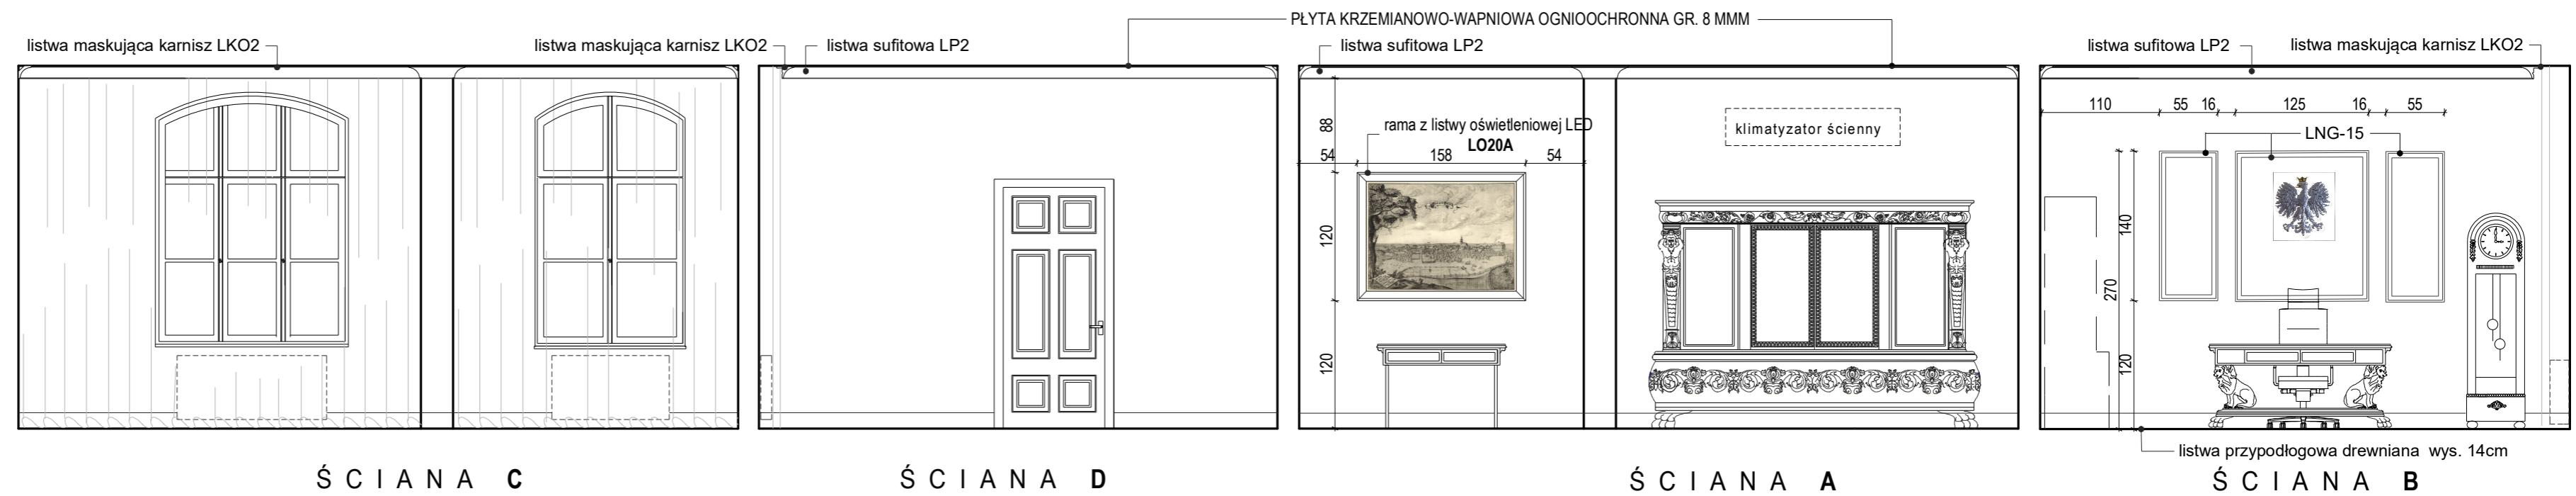 PŁYTA KRZEMIANOWO-WAPNIOWA OGNIOOCHRONNA GR. 8 MMM
listwa maskująca karnisz LKO2
listwa maskująca karnisz LKO2
listwa sufitowa LP2
listwa sufitowa LP2
listwa sufitowa LP2
listwa maskująca karnisz LKO2
88
rama z listwy oświetleniowej LED
LO20A
54
158
54
120
120
klimatyzator ścienny
110
55
16
125
16
55
LNG-15
140
270
120
listwa przypodłogowa drewniana wys. 14cm
ŚCIANA C
ŚCIANA D
ŚCIANA A
ŚCIANA B